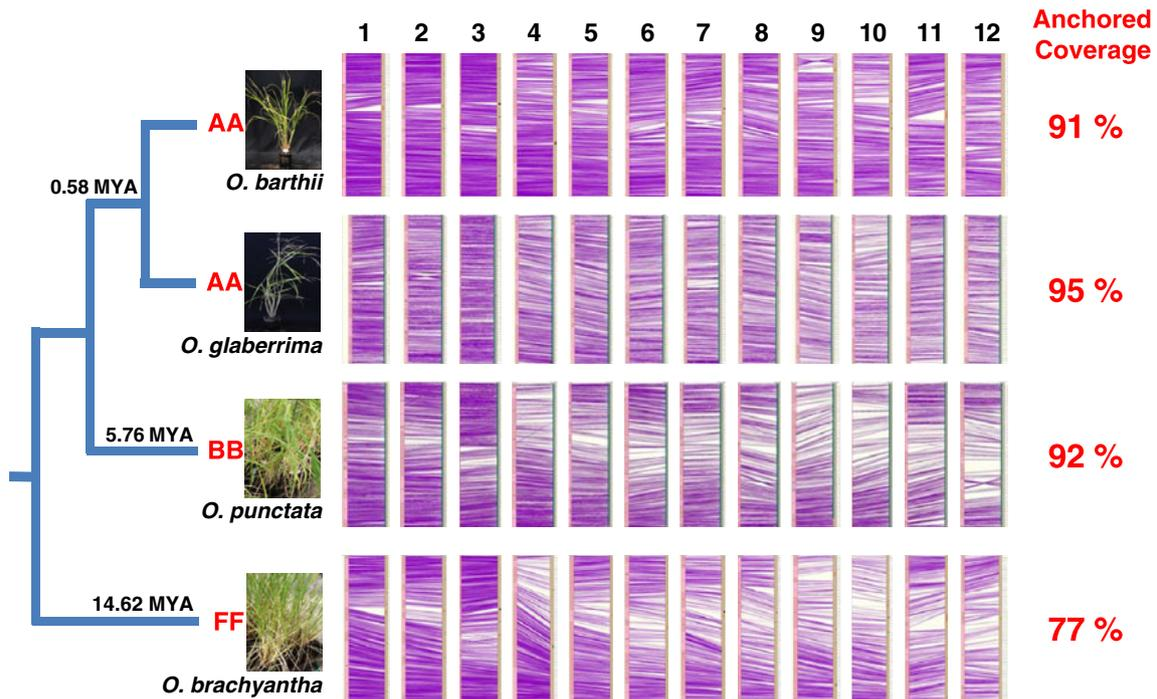 1 2 3 4 5 6 7 8 9 10 11 12
Anchored
Coverage
AA
91 %
O. barthii
0.58 MYA
AA
95 %
O. glaberrima
5.76 MYA
BB
92 %
O. punctata
14.62 MYA
FF
77 %
O. brachyantha